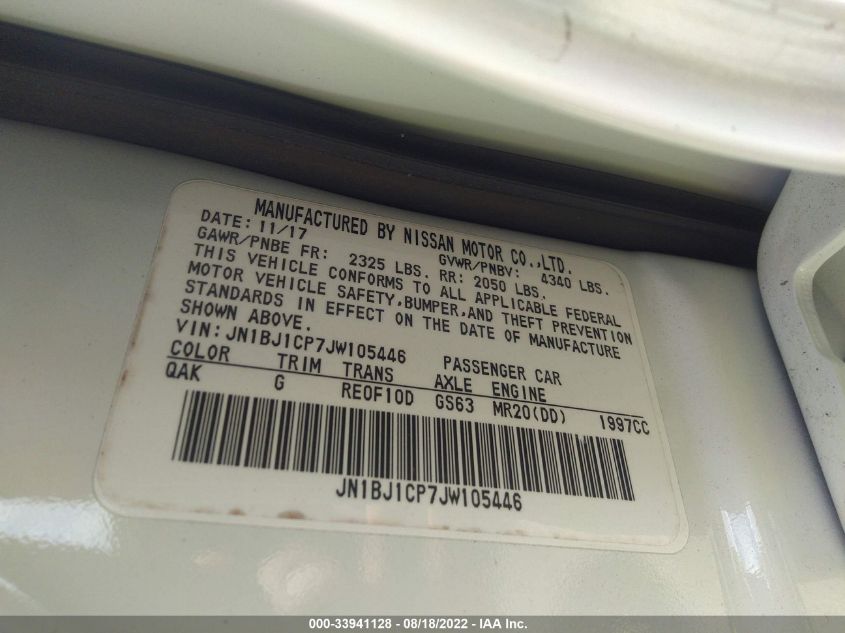 MANUFACTURED BY NISSAN MOTOR CO.,LTD.
DATE: 11/17 GVWR/PNBV: 4340 LBS.
GAWR/PNBE FR: 2325 LBS. RR: 2050 LBS.
THIS VEHICLE CONFORMS TO ALL APPLICABLE FEDERAL
MOTOR VEHICLE SAFETY,BUMPER,AND THEFT PREVENTION
STANDARDS IN EFFECT ON THE DATE OF MANUFACTURE
SHOWN ABOVE.
VIN: JN1BJ1CP7JW105446 PASSENGER CAR
COLOR TRIM TRANS AXLE ENGINE
QAK G RE0F10D GS63 MR20(DD) 1997CC
JN1BJ1CP7JW105446
000-33941128 - 08/18/2022 - IAA Inc.